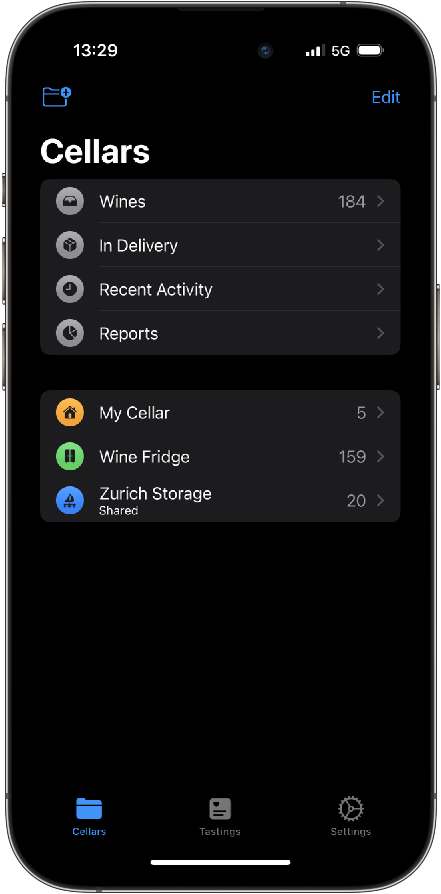 13:29
5G
Edit
Cellars
Wines 184
In Delivery
Recent Activity
Reports
My Cellar 5
Wine Fridge 159
Zurich Storage 20
Shared
Cellars Tastings Settings